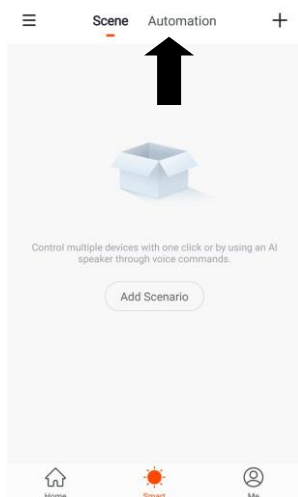 Scene Automation
Control multiple devices with one click or by using an AI
speaker through voice commands.
Add Scenario
Home Smart Me